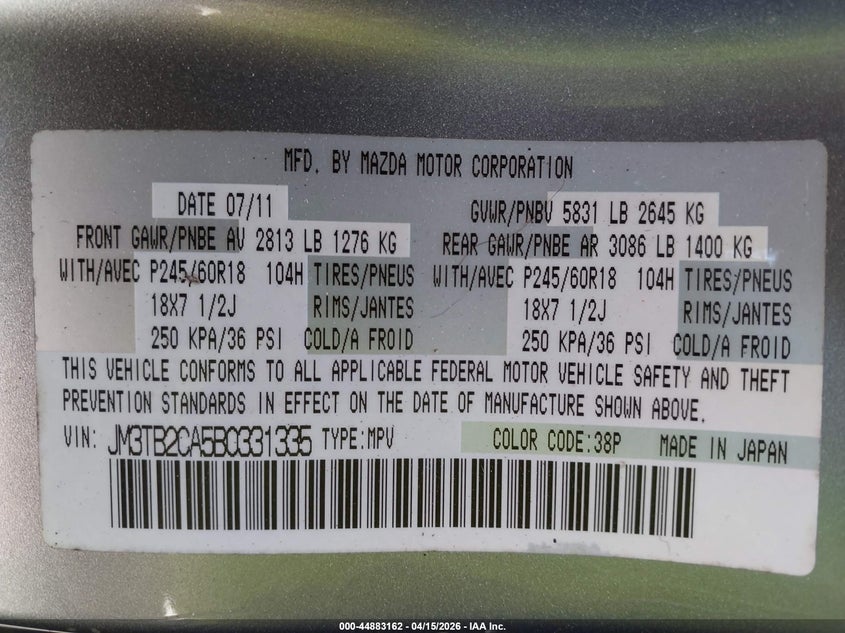 MFD. BY MAZDA MOTOR CORPORATION
DATE 07/11 GVWR/PNBV 5831 LB 2645 KG
FRONT GAWR/PNBE AV 2813 LB 1276 KG REAR GAWR/PNBE AR 3086 LB 1400 KG
WITH/AVEC P245/60R18 104H TIRES/PNEUS WITH/AVEC P245/60R18 104H TIRES/PNEUS
18X7 1/2J RIMS/JANTES 18X7 1/2J RIMS/JANTES
250 KPA/36 PSI COLD/A FROID 250 KPA/36 PSI COLD/A FROID
THIS VEHICLE CONFORMS TO ALL APPLICABLE FEDERAL MOTOR VEHICLE SAFETY AND THEFT
PREVENTION STANDARDS IN EFFECT ON THE DATE OF MANUFACTURE SHOWN ABOVE.
VIN: JM3TB2CA5B0331335 TYPE:MPV COLOR CODE:38P MADE IN JAPAN
000-44883162 - 04/15/2026 - IAA Inc.